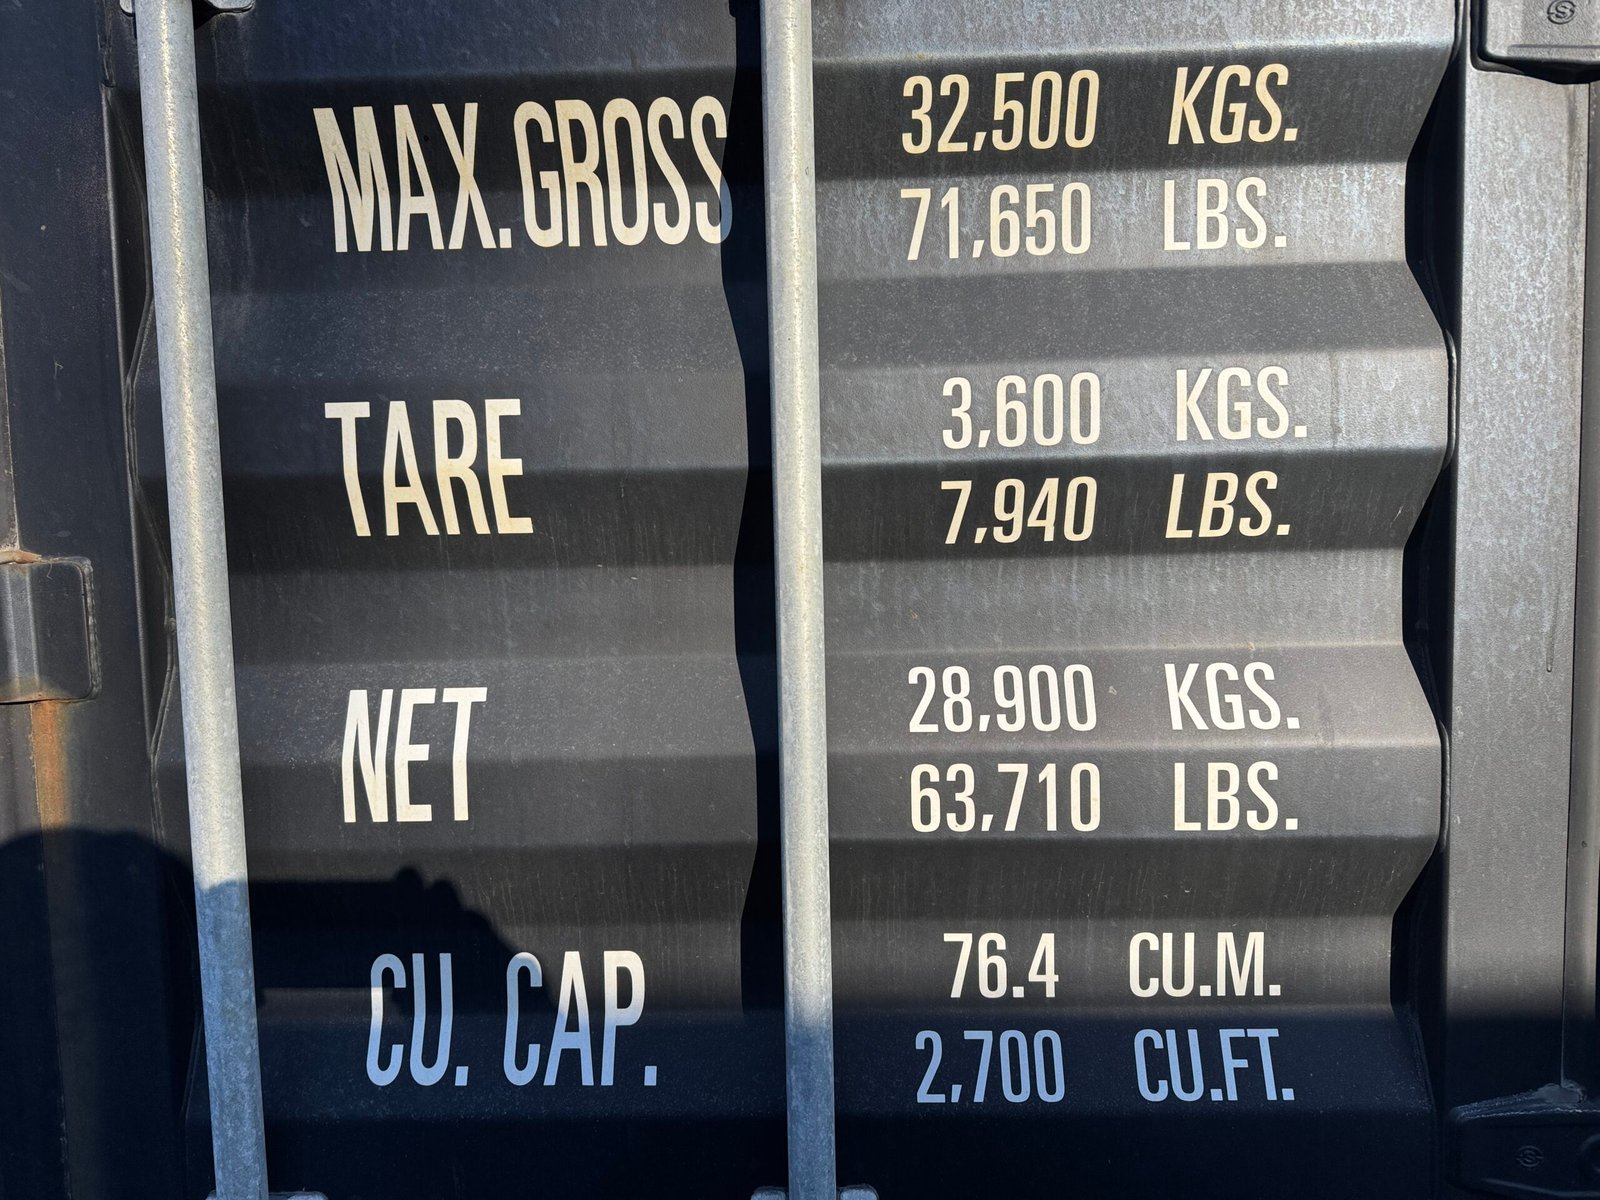 MAX. GROSS 32,500 KGS.
71,650 LBS.
TARE 3,600 KGS.
7,940 LBS.
NET 28,900 KGS.
63,710 LBS.
CU. CAP. 76.4 CU.M.
2,700 CU.FT.